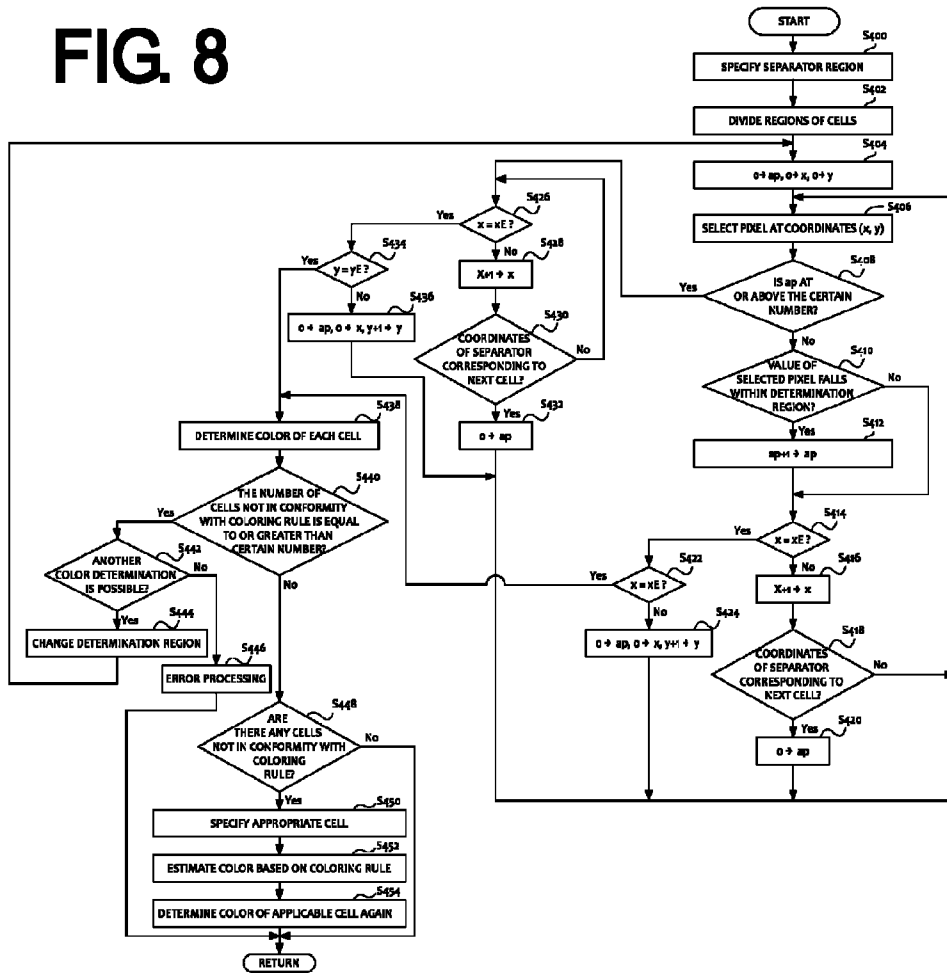 FIG. 8
START
S400
SPECIFY SEPARATOR REGION
S402
DIVIDE REGIONS OF CELLS
S404
0→ ap, 0→ x, 0→ y
S406
SELECT PIXEL AT COORDINATES (x, y)
S408
IS ap AT
OR ABOVE THE CERTAIN
NUMBER?
Yes
No
S410
VALUE OF
SELECTED PIXEL FALLS
WITHIN DETERMINATION
REGION?
No
Yes
S412
ap+1 → ap
S414
x = xE ?
Yes
No
S416
X+1 → x
S418
COORDINATES
OF SEPARATOR
CORRESPONDING TO
NEXT CELL?
No
Yes
S420
0 → ap
S422
x = xE ?
Yes
No
S424
0 → ap, 0 → x, y+1 → y
S426
x = xE ?
Yes
No
S428
X+1 → x
S430
COORDINATES
OF SEPARATOR
CORRESPONDING TO
NEXT CELL?
No
Yes
S432
0 → ap
S434
y = yE ?
Yes
No
S436
0 → ap, 0 → x, y+1 → y
S438
DETERMINE COLOR OF EACH CELL
S440
THE NUMBER OF
CELLS NOT IN CONFORMITY
WITH COLORING RULE IS EQUAL
TO OR GREATER THAN
CERTAIN NUMBER?
Yes
No
S442
ANOTHER
COLOR DETERMINATION
IS POSSIBLE?
No
Yes
S444
CHANGE DETERMINATION REGION
S446
ERROR PROCESSING
S448
ARE
THERE ANY CELLS
NOT IN CONFORMITY WITH
COLORING
RULE?
No
Yes
S450
SPECIFY APPROPRIATE CELL
S452
ESTIMATE COLOR BASED ON COLORING RULE
S454
DETERMINE COLOR OF APPLICABLE CELL AGAIN
RETURN